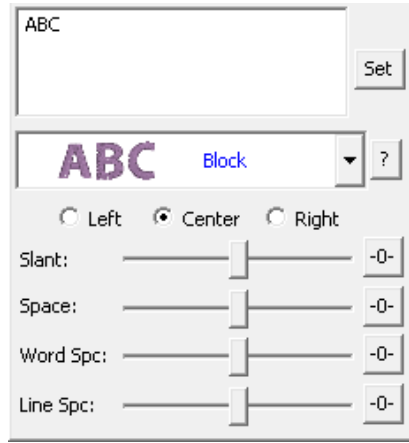 ABC
Set
ABC Block ?
Left Center Right
Slant: -0-
Space: -0-
Word Spc: -0-
Line Spc: -0-